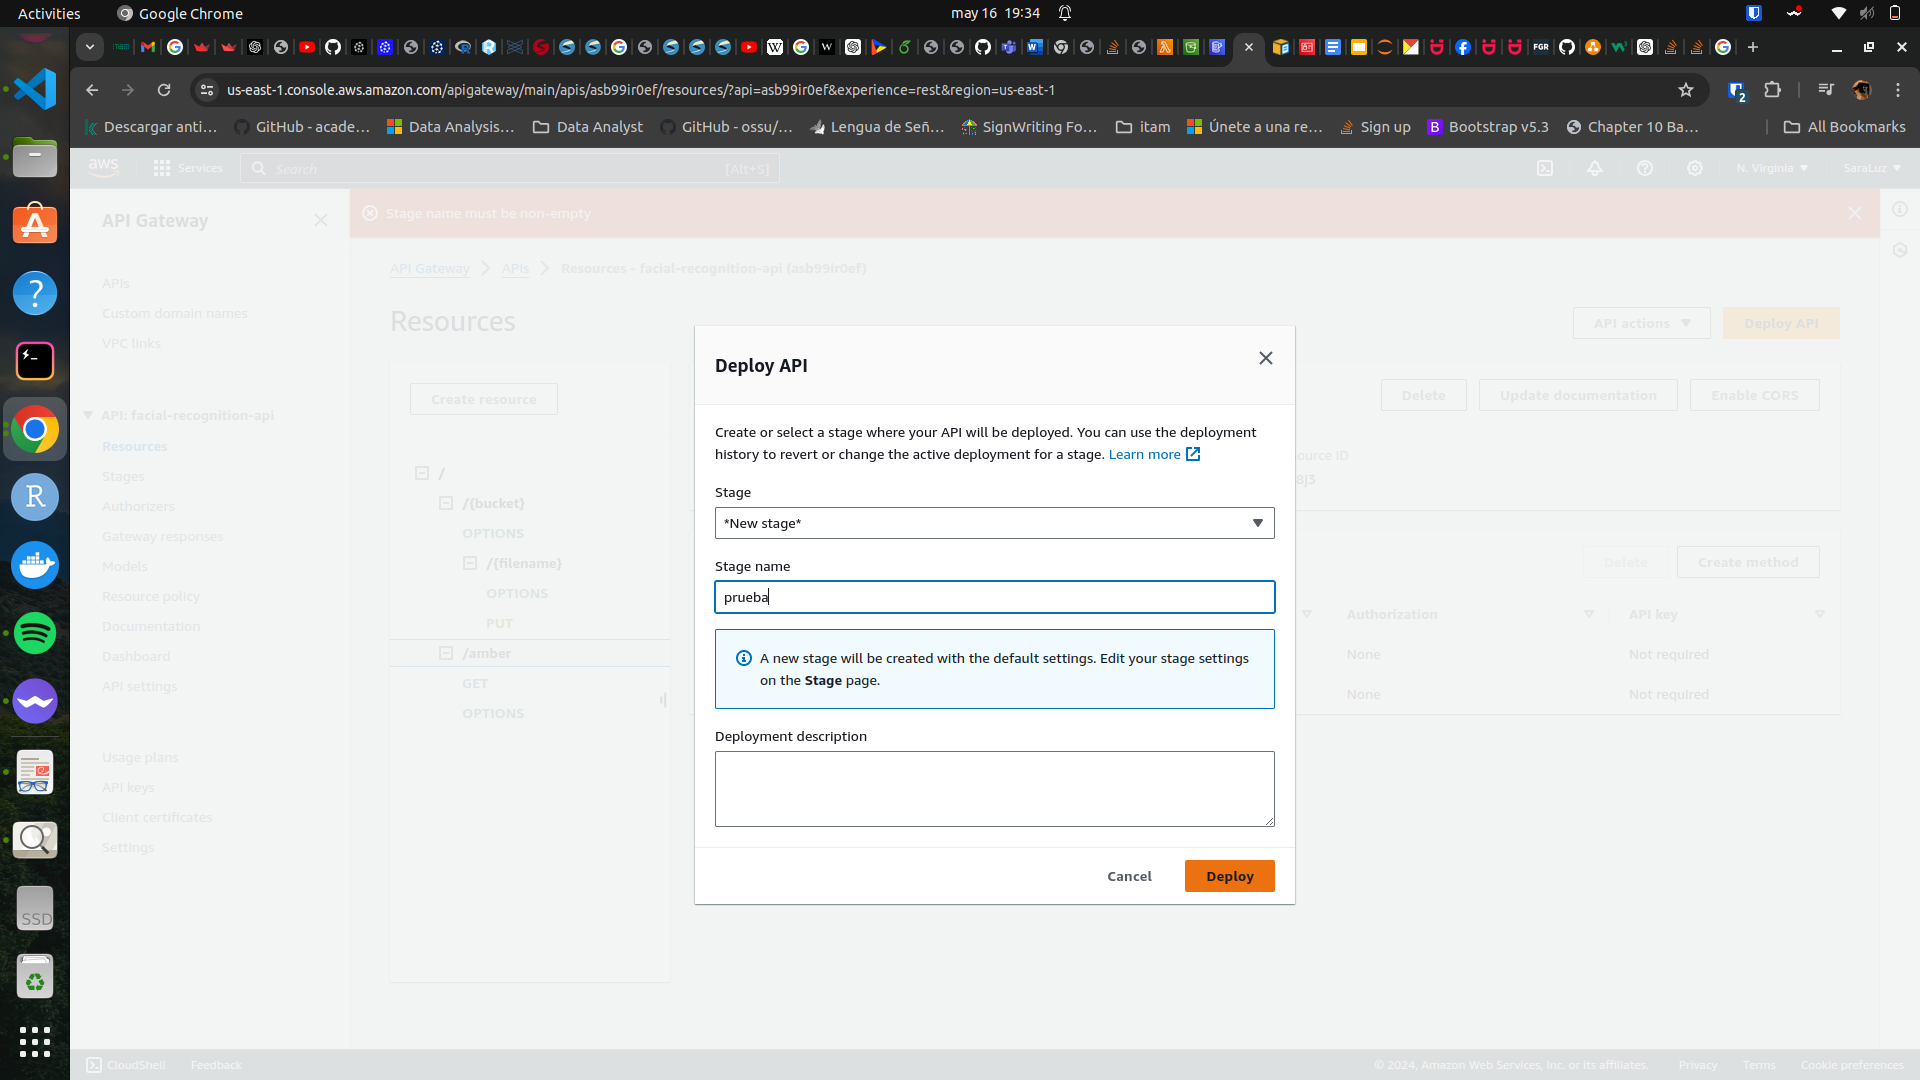 Activities
Google Chrome
may 16 19:34
us-east-1.console.aws.amazon.com/apigateway/main/apis/asb99ir0ef/resources/?api=asb99ir0ef&experience=rest&region=us-east-1
2
Descargar anti...
GitHub - acade...
Data Analysis...
Data Analyst
GitHub - ossu/...
Lengua de Señ...
SignWriting Fo...
itam
Únete a una re...
Sign up
Bootstrap v5.3
Chapter 10 Ba...
All Bookmarks
aws
Services
Search
[Alt+S]
N. Virginia
SaraLuz
API Gateway
Stage name must be non-empty
APIs
Custom domain names
VPC links
API: facial-recognition-api
Resources
Stages
Authorizers
Gateway responses
Models
Resource policy
Documentation
Dashboard
API settings
Usage plans
API keys
Client certificates
Settings
API Gateway
APIs
Resources - facial-recognition-api (asb99ir0ef)
Resources
API actions
Deploy API
Create resource
/
/{bucket}
OPTIONS
/{filename}
OPTIONS
PUT
/amber
GET
OPTIONS
Delete
Update documentation
Enable CORS
ource ID
8j3
Delete
Create method
Authorization
API key
None
Not required
None
Not required
Deploy API
Create or select a stage where your API will be deployed. You can use the deployment
history to revert or change the active deployment for a stage. Learn more
Stage
*New stage*
Stage name
prueba
A new stage will be created with the default settings. Edit your stage settings
on the Stage page.
Deployment description
Cancel
Deploy
SSD
CloudShell
Feedback
© 2024, Amazon Web Services, Inc. or its affiliates.
Privacy
Terms
Cookie preferences